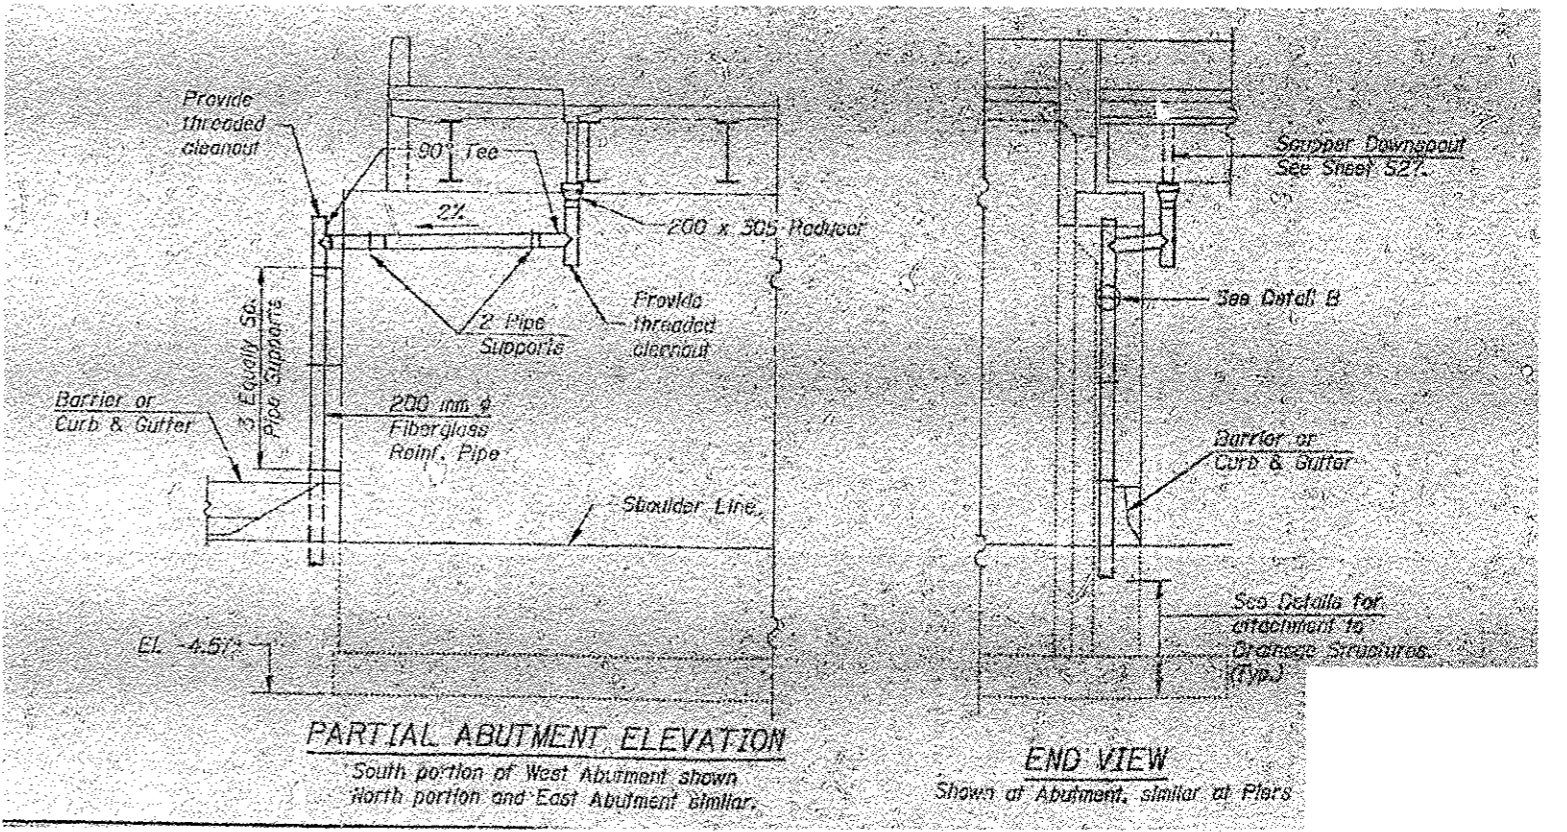 Provide
threaded
cleanout
90° Tee
2%
200 x 305 Reducer
2 Pipe
Supports
Provide
threaded
cleanout
3 Equally Sp.
Pipe Supports
Barrier or
Curb & Gutter
200 mm ϕ
Fiberglass
Reinf. Pipe
Shoulder Line
El. -4.57
PARTIAL ABUTMENT ELEVATION
South portion of West Abutment shown
North portion and East Abutment similar.
Scupper Downspout
See Sheet S27.
See Detail B
Barrier or
Curb & Gutter
See Details for
attachment to
Drainage Structures.
(Typ.)
END VIEW
Shown at Abutment, similar at Piers